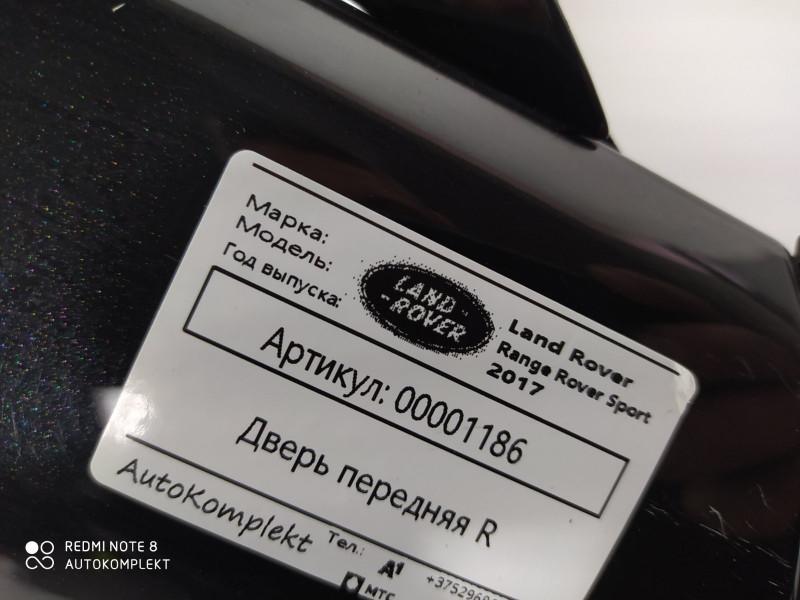 Марка:
Модель:
Год выпуска:
LAND
-ROVER
Land Rover
Range Rover Sport
2017
Артикул: 00001186
Дверь передняя R
AutoKomplekt
Тел.:
A1
МТС
REDMI NOTE 8
AUTOKOMPLEKT